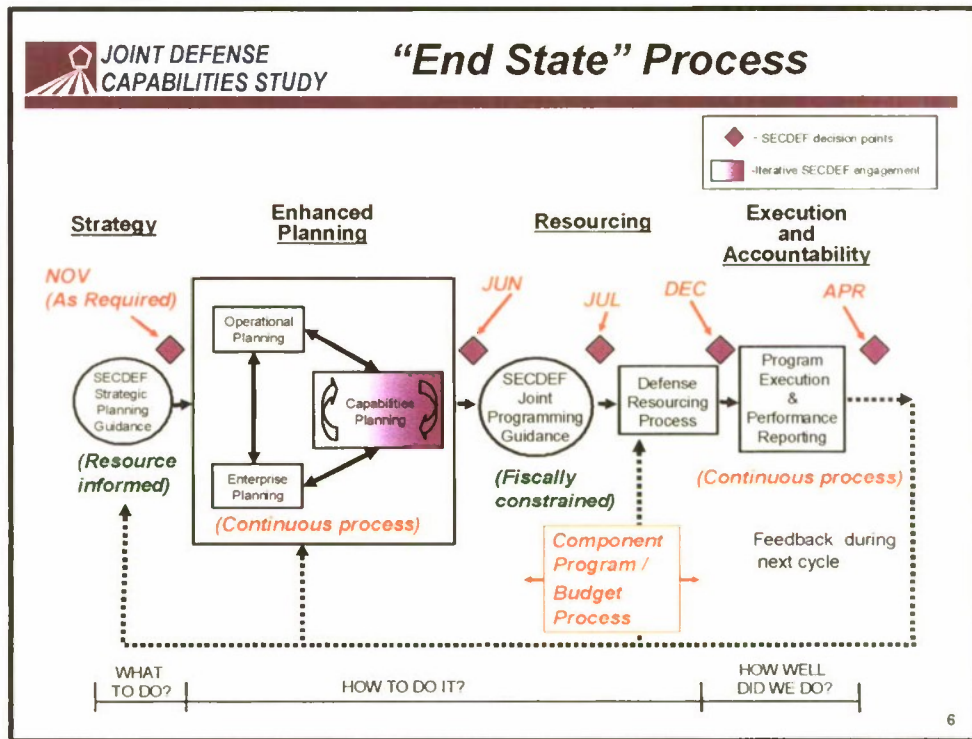 JOINT DEFENSE
CAPABILITIES STUDY
“End State” Process
- SECDEF decision points
-Iterative SECDEF engagement
Strategy
Enhanced
Planning
Resourcing
Execution
and
Accountability
NOV
(As Required)
JUN
JUL
DEC
APR
SECDEF
Strategic
Planning
Guidance
(Resource
informed)
Operational
Planning
Capabilities
Planning
Enterprise
Planning
(Continuous process)
SECDEF
Joint
Programming
Guidance
(Fiscally
constrained)
Defense
Resourcing
Process
Program
Execution
&
Performance
Reporting
(Continuous process)
Component
Program /
Budget
Process
Feedback during
next cycle
WHAT
TO DO?
HOW TO DO IT?
HOW WELL
DID WE DO?
6